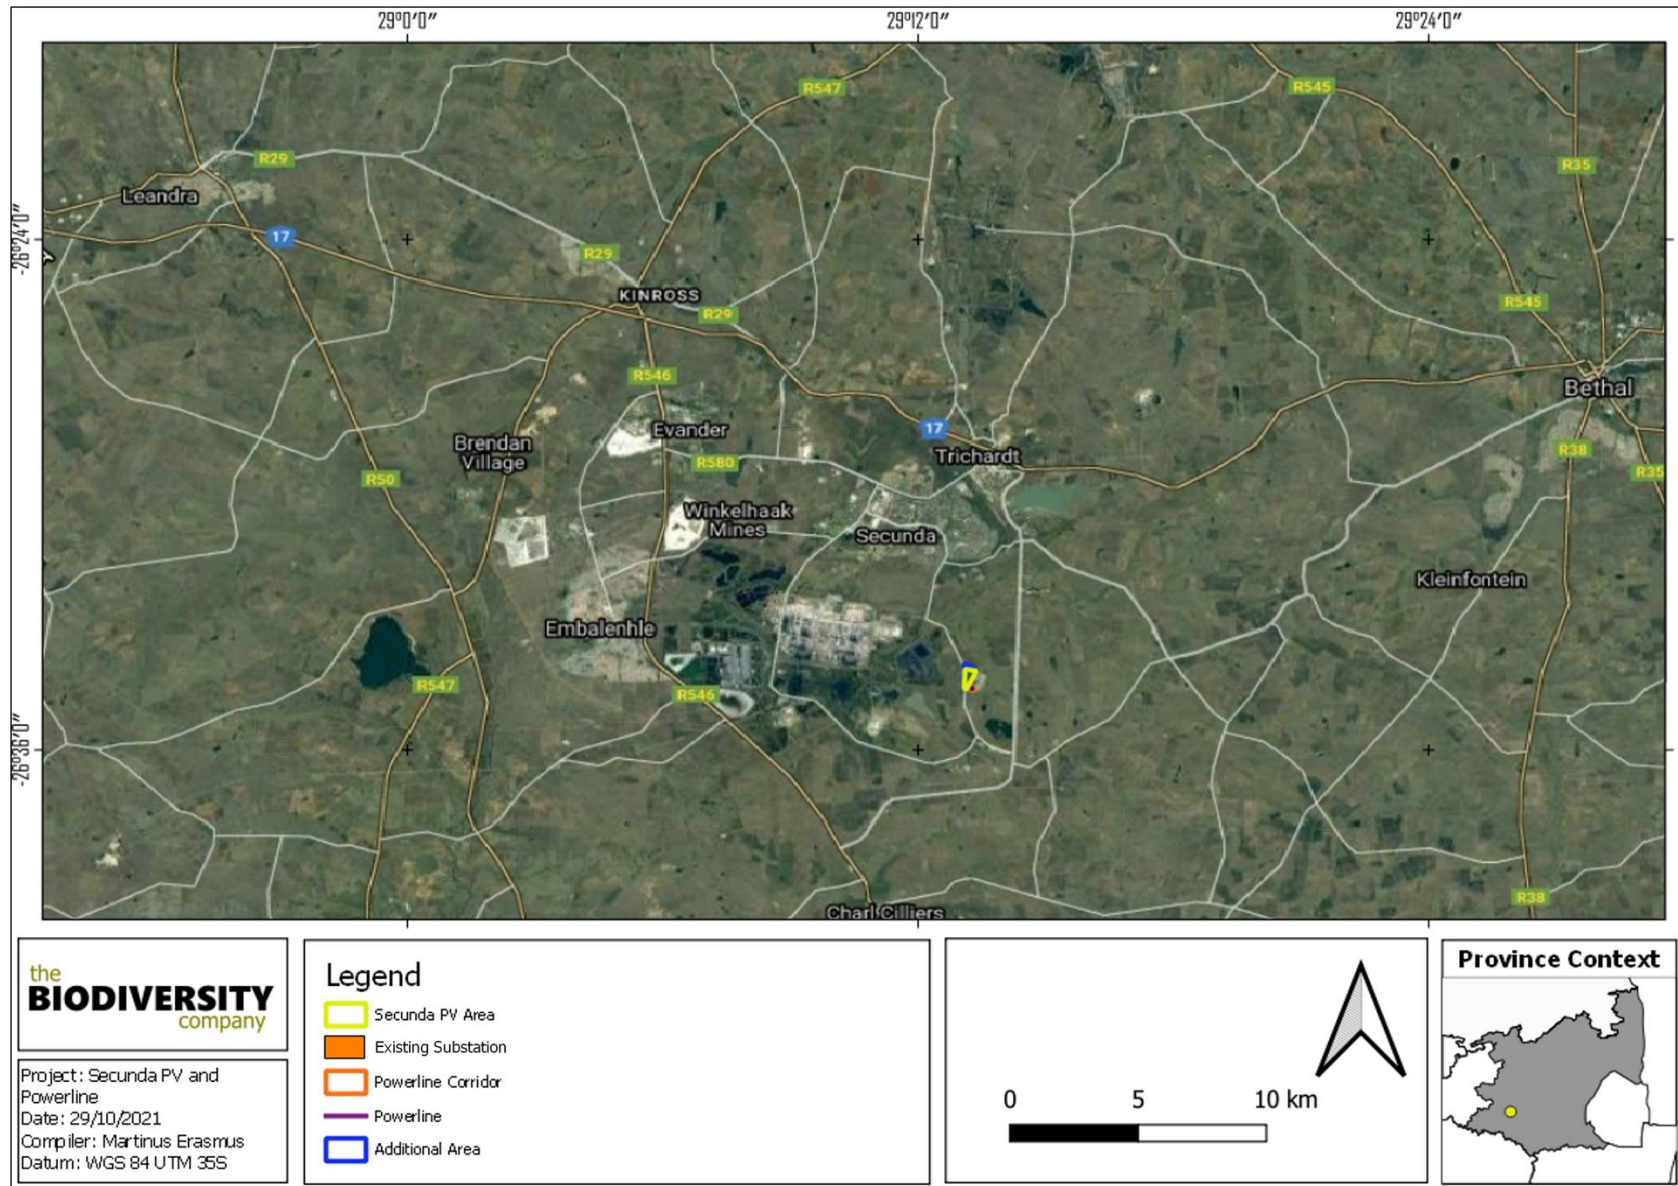 29°0'0"
29°12'0"
29°24'0"
R547
R545
R29
R35
Leandra
-26°24'0"
17
R29
KINROSS
R29
R545
R546
Bethal
17
Evander
Brendan
Village
R580
Trichardt
R38
R35
R50
Winkelhaak
Mines
Secunda
Kleinfontein
Embalenhle
R547
R546
-26°36'0"
R38
Charl Cilliers
the
BIODIVERSITY
company
Project: Secunda PV and
Powerline
Date: 29/10/2021
Compiler: Martinus Erasmus
Datum: WGS 84 UTM 35S
Legend
Secunda PV Area
Existing Substation
Powerline Corridor
Powerline
Additional Area
0 5 10 km
Province Context